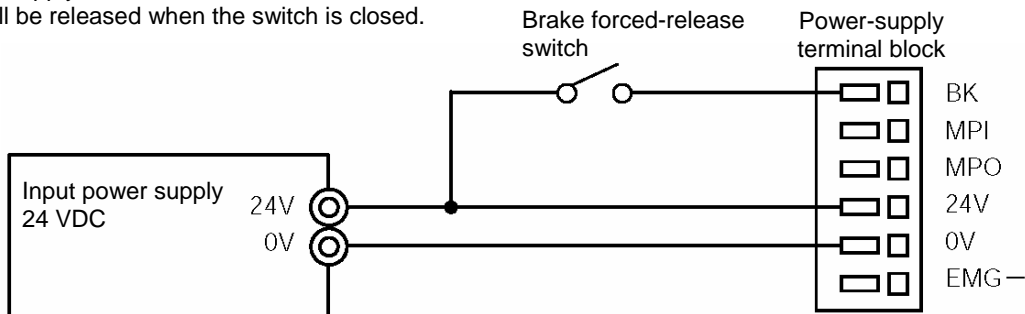 ll be released when the switch is closed.
Brake forced-release
switch
Power-supply
terminal block
BK
MPI
MPO
Input power supply
24 VDC
24V
24V
0V
0V
EMG−